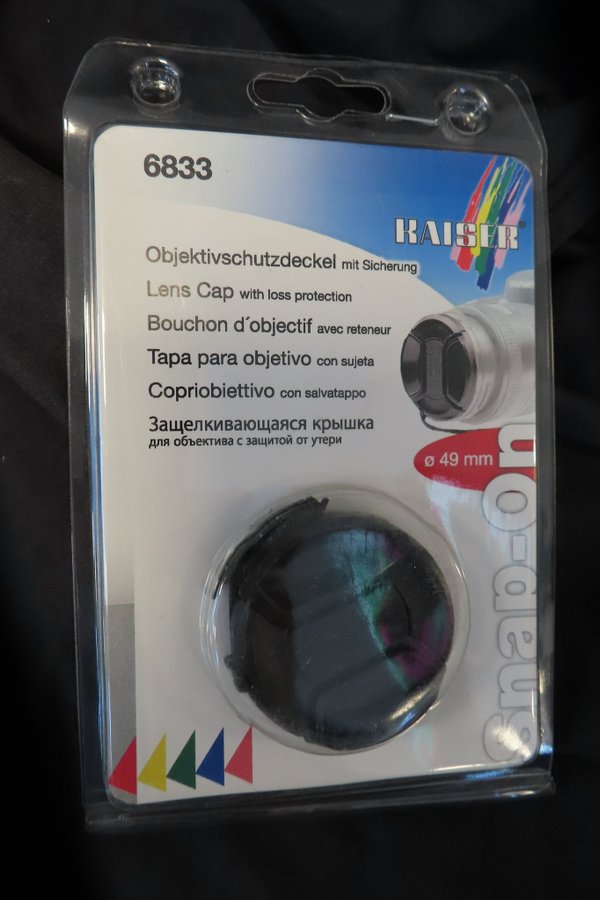 6833
KAISER®
Objektivschutzdeckel mit Sicherung
Lens Cap with loss protection
Bouchon d´objectif avec reteneur
Tapa para objetivo con sujeta
Copriobiettivo con salvatappo
Защелкивающаяся крышка
для объектива с защитой от утери
ø 49 mm
snap-on